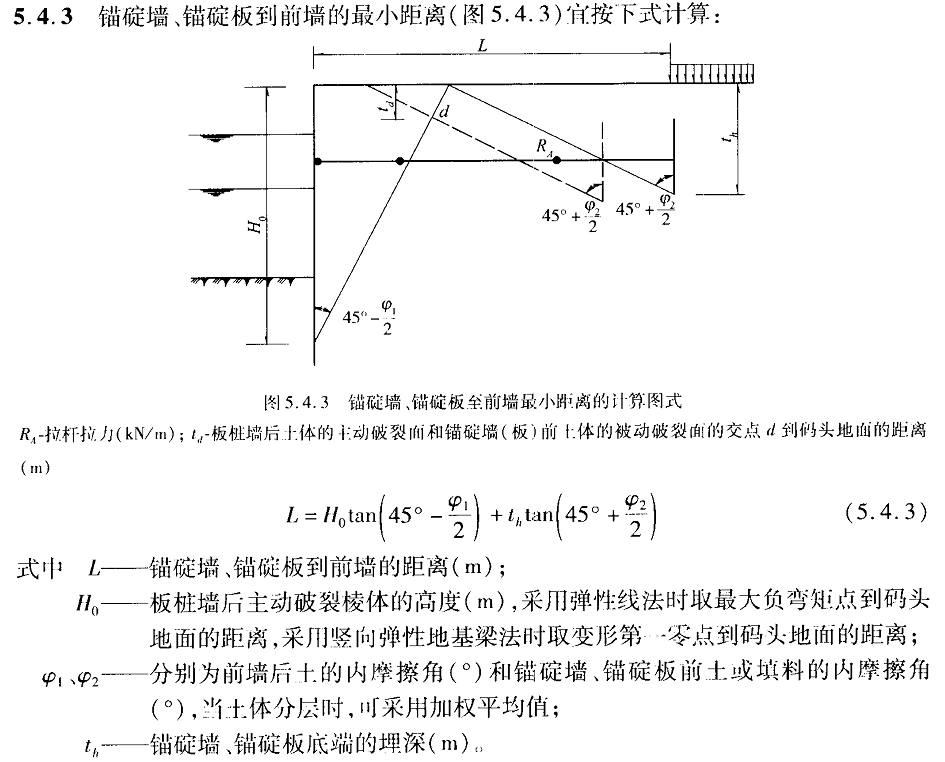 5.4.3 锚碇墙、锚碇板到前墙的最小距离(图5.4.3)宜按下式计算:
L
t_d
d
t_h
R_A
H_0
45°+φ_2/2
45°+φ_2/2
45°-φ_1/2
图5.4.3 锚碇墙、锚碇板至前墙最小距离的计算图式
R_A-拉杆拉力(kN/m);t_d-板桩墙后土体的主动破裂面和锚碇墙(板)前土体的被动破裂面的交点d到码头地面的距离
(m)
L=H_0tan(45°-φ_1/2)+t_htan(45°+φ_2/2) (5.4.3)
式中 L——锚碇墙、锚碇板到前墙的距离(m);
H_0——板桩墙后主动破裂棱体的高度(m),采用弹性线法时取最大负弯矩点到码头
地面的距离,采用竖向弹性地基梁法时取变形第一零点到码头地面的距离;
φ_1、φ_2——分别为前墙后土的内摩擦角(°)和锚碇墙、锚碇板前土或填料的内摩擦角
(°),当土体分层时,可采用加权平均值;
t_h——锚碇墙、锚碇板底端的埋深(m)。